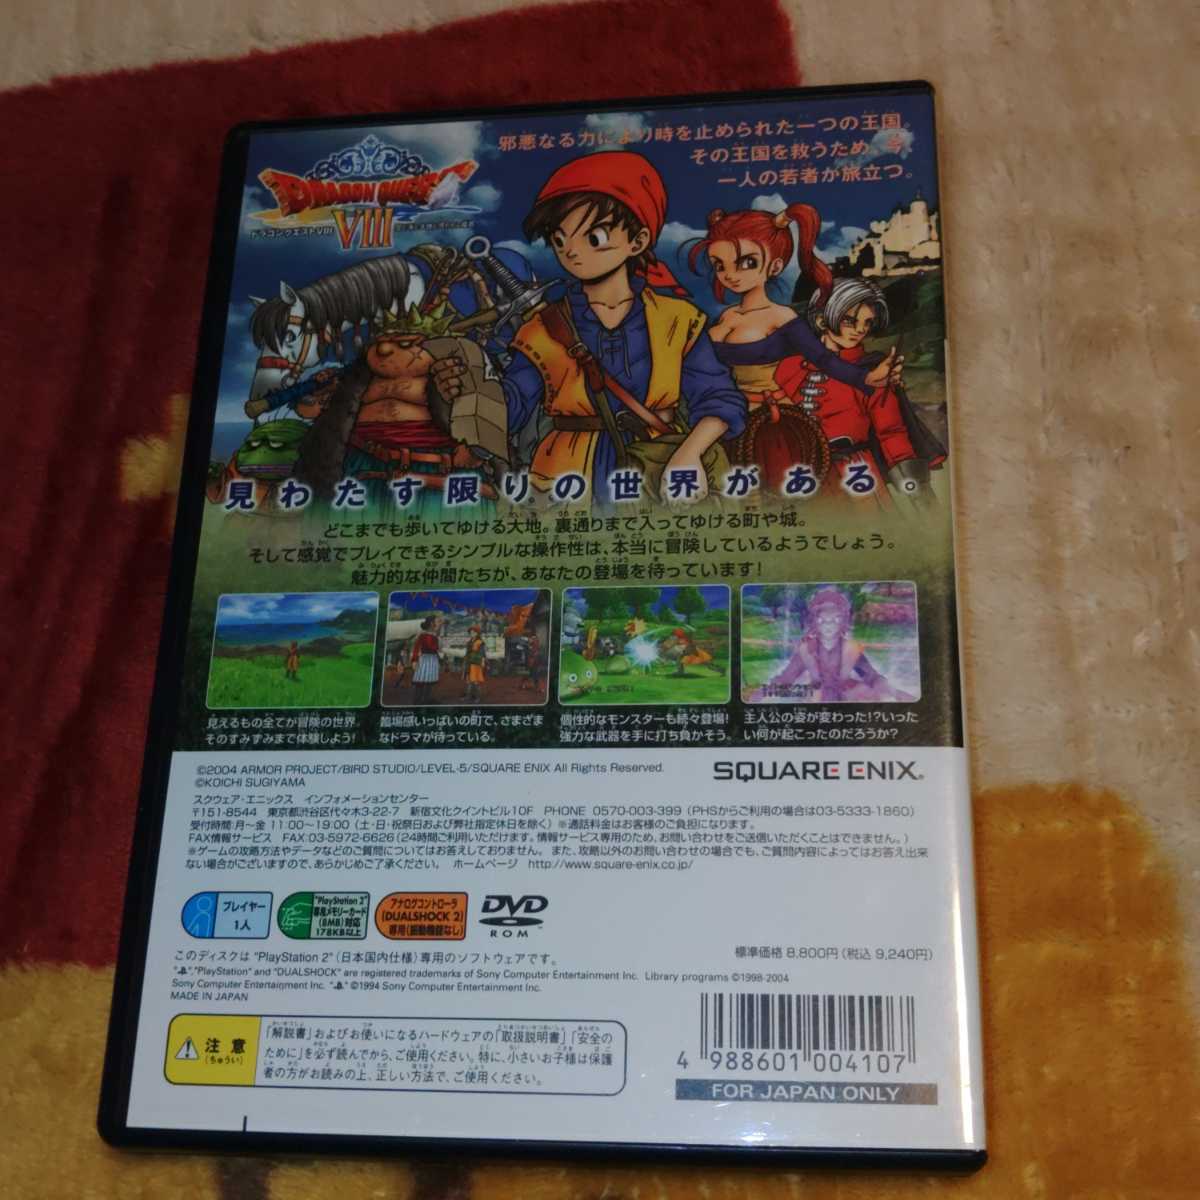 邪悪なる力により時を止められた一つの王国。
その王国を救うため、今、
一人の若者が旅立つ。
DRAGON QUEST
VIII
ドラゴンクエストVIII 空と海と大地と呪われし姫君
見わたす限りの世界がある。
どこまでも歩いてゆける大地。裏通りまで入ってゆける町や城。
そして感覚でプレイできるシンプルな操作性は、本当に冒険しているようでしょう。
魅力的な仲間たちが、あなたの登場を待っています!
見えるもの全てが冒険の世界。
そのすみずみまで体験しよう!
臨場感いっぱいの町で、さまざま
なドラマが待っている。
個性的なモンスターも続々登場!
強力な武器を手に打ち負かそう。
主人公の姿が変わった!?いった
い何が起こったのだろうか?
©2004 ARMOR PROJECT/BIRD STUDIO/LEVEL-5/SQUARE ENIX All Rights Reserved.
©KOICHI SUGIYAMA
SQUARE ENIX®
スクウェア・エニックス インフォメーションセンター
〒151-8544 東京都渋谷区代々木3-22-7 新宿文化クイントビル10F PHONE 0570-003-399 (PHSからご利用の場合は03-5333-1860)
受付時間:月〜金 11:00〜19:00 (土・日・祝祭日および弊社指定休日を除く) ※通話料金はお客様のご負担になります。
FAX情報サービス FAX.03-5972-6626 (24時間ご利用いただけます。情報サービス専用のため、お問い合わせをご送信いただくことはできません。)
※ゲームの攻略方法やデータなどのご質問についてはお答えしておりません。また、攻略以外のお問い合わせの場合でも、ご質問内容によってはお答え出来
ない場合がございますので、あらかじめご了承ください。 ホームページ http://www.square-enix.co.jp/
プレイヤー
1人
"PlayStation 2"
専用メモリーカード
(8MB)対応
178KB以上
アナログコントローラ
(DUALSHOCK 2)
専用(振動機能なし)
DVD
ROM
このディスクは "PlayStation 2" (日本国内仕様) 専用のソフトウェアです。
標準価格 8,800円 (税込 9,240円)
","PlayStation" and "DUALSHOCK" are registered trademarks of Sony Computer Entertainment Inc. Library programs ©1998-2004
Sony Computer Entertainment Inc. " " ©1994 Sony Computer Entertainment Inc.
MADE IN JAPAN
注意
(ちゅうい)
「解説書」およびお使いになるハードウェアの「取扱説明書」「安全の
ために」を必ず読んでから、ご使用ください。特に、小さいお子様は保護
者の方がお読みの上、正しい方法で、ご使用ください。
4 988601 004107
FOR JAPAN ONLY